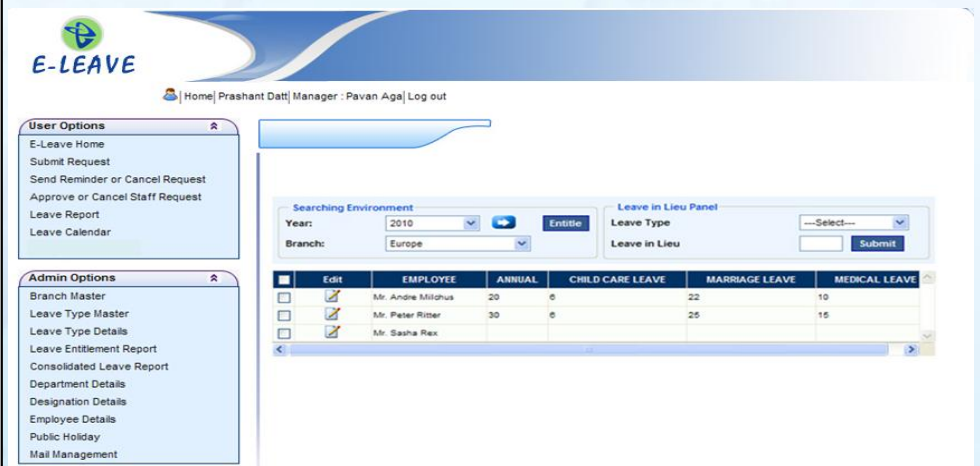 E-LEAVE
| Home| Prashant Datt| Manager : Pavan Aga| Log out
User Options
E-Leave Home
Submit Request
Send Reminder or Cancel Request
Approve or Cancel Staff Request
Leave Report
Leave Calendar
Admin Options
Branch Master
Leave Type Master
Leave Type Details
Leave Entitlement Report
Consolidated Leave Report
Department Details
Designation Details
Employee Details
Public Holiday
Mail Management
Searching Environment
Year: 2010 Entitle
Branch: Europe
Leave in Lieu Panel
Leave Type ---Select---
Leave in Lieu Submit
Edit EMPLOYEE ANNUAL CHILD CARE LEAVE MARRIAGE LEAVE MEDICAL LEAVE
Mr. Andre Milchus 20 6 22 10
Mr. Peter Ritter 30 6 25 15
Mr. Sasha Rex